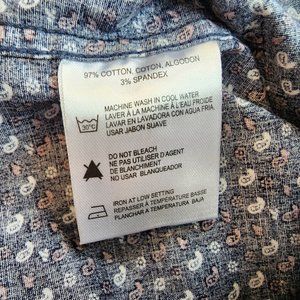 97% COTTON, COTON, ALGODON
3% SPANDEX
MACHINE WASH IN COOL WATER
LAVER À LA MACHINE À L'EAU FROIDE
LAVAR EN LAVADORA CON AGUA FRIA.
USAR JABON SUAVE
30°C
DO NOT BLEACH
NE PAS UTILISER D'AGENT
DE BLANCHIMENT
NO USAR BLANQUEADOR
IRON AT LOW SETTING
REPASSER À TEMPÉRATURE BASSE
PLANCHAR A TEMPERATURA BAJA